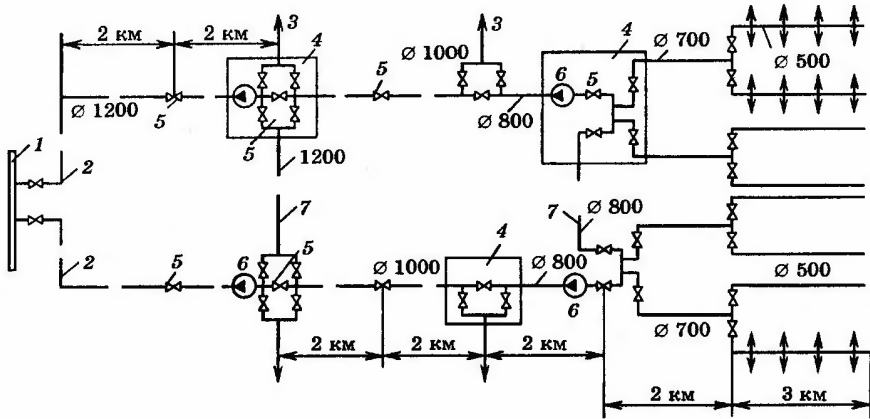 2 км 2 км 3 4 3 4 Ø 700
Ø 1000 Ø 500
5 6 5
Ø 1200 5 5 Ø 800
1 2 1200
7 7 Ø 800
2 5 6 5 Ø 1000 4 Ø 800 Ø 500
6 Ø 700
2 км 2 км 2 км
2 км 3 км